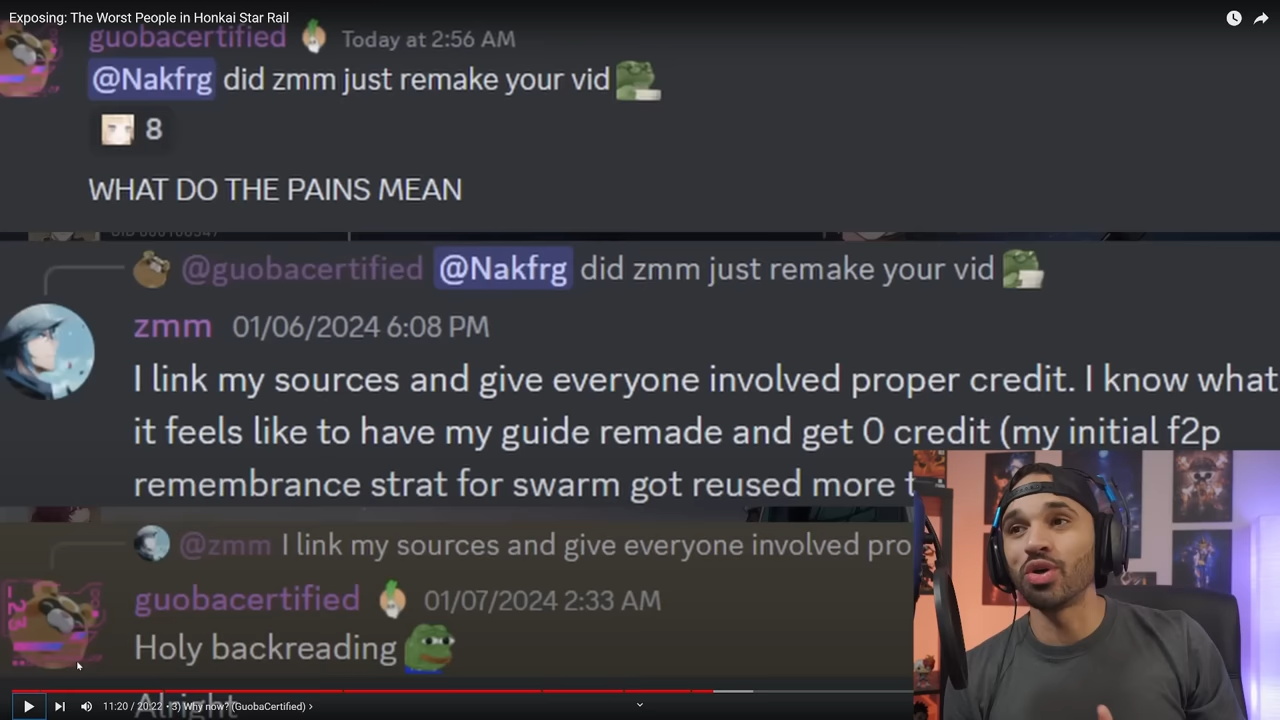 Exposing: The Worst People in Honkai Star Rail
guobacertified Today at 2:56 AM
@Nakfrg did zmm just remake your vid
8
WHAT DO THE PAINS MEAN
@guobacertified @Nakfrg did zmm just remake your vid
zmm 01/06/2024 6:08 PM
I link my sources and give everyone involved proper credit. I know what
it feels like to have my guide remade and get 0 credit (my initial f2p
remembrance strat for swarm got reused more t
@zmm I link my sources and give everyone involved pro
guobacertified 01/07/2024 2:33 AM
Holy backreading
Alright
11:20 / 20:22 • 3) Why now? (GuobaCertified) ›